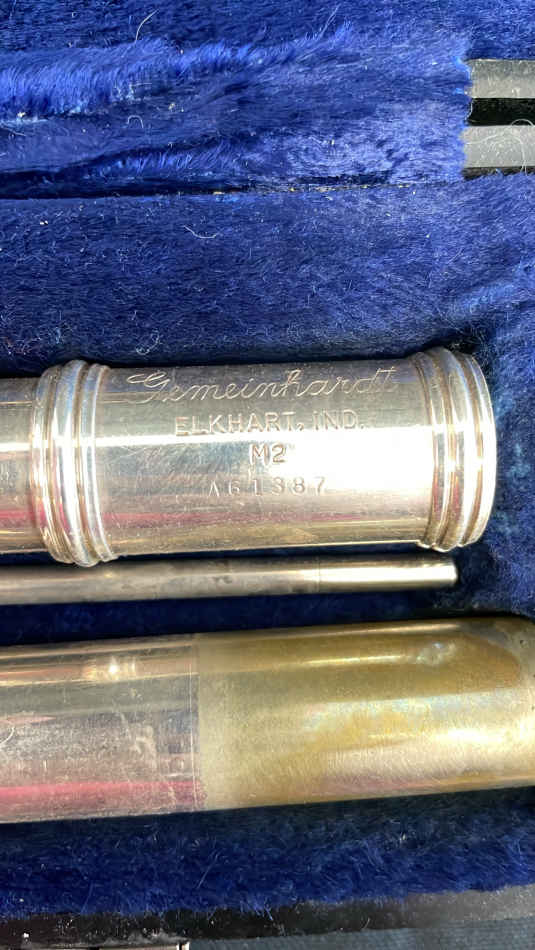 Gemeinhardt
ELKHART, IND.
M2
A61387